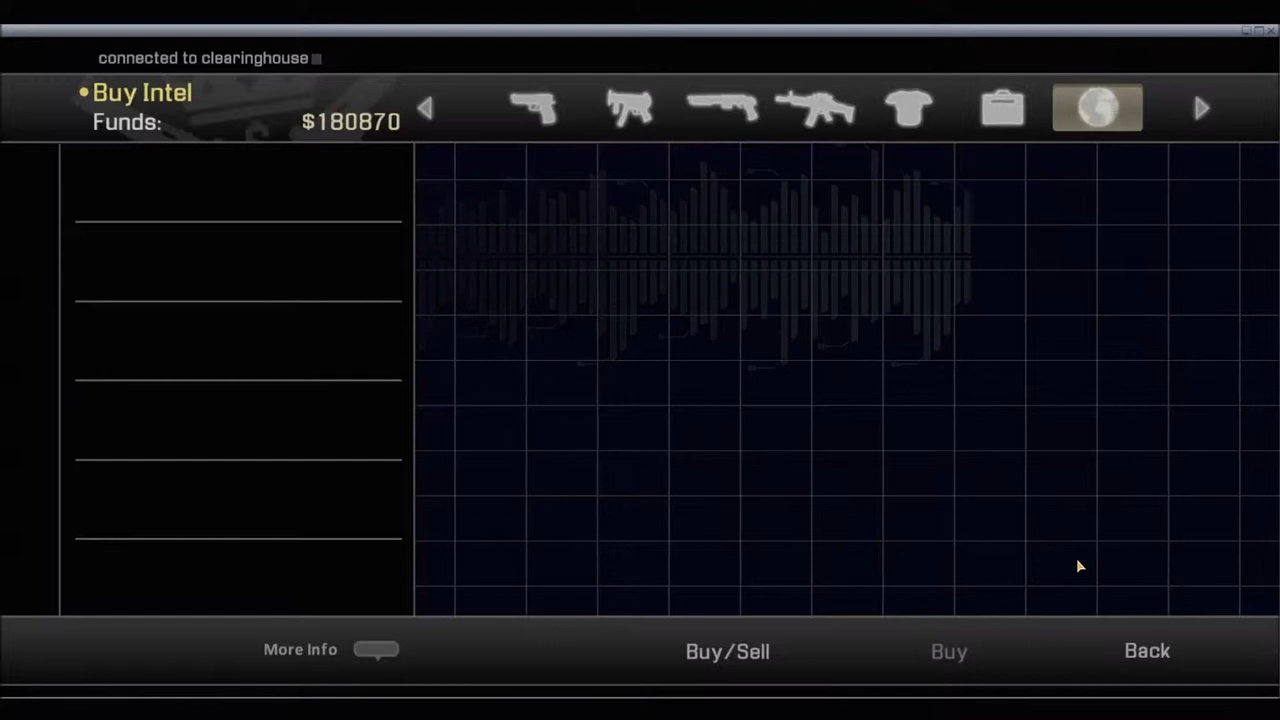 connected to clearinghouse
Buy Intel
Funds: $180870
More Info
Buy/Sell
Buy
Back